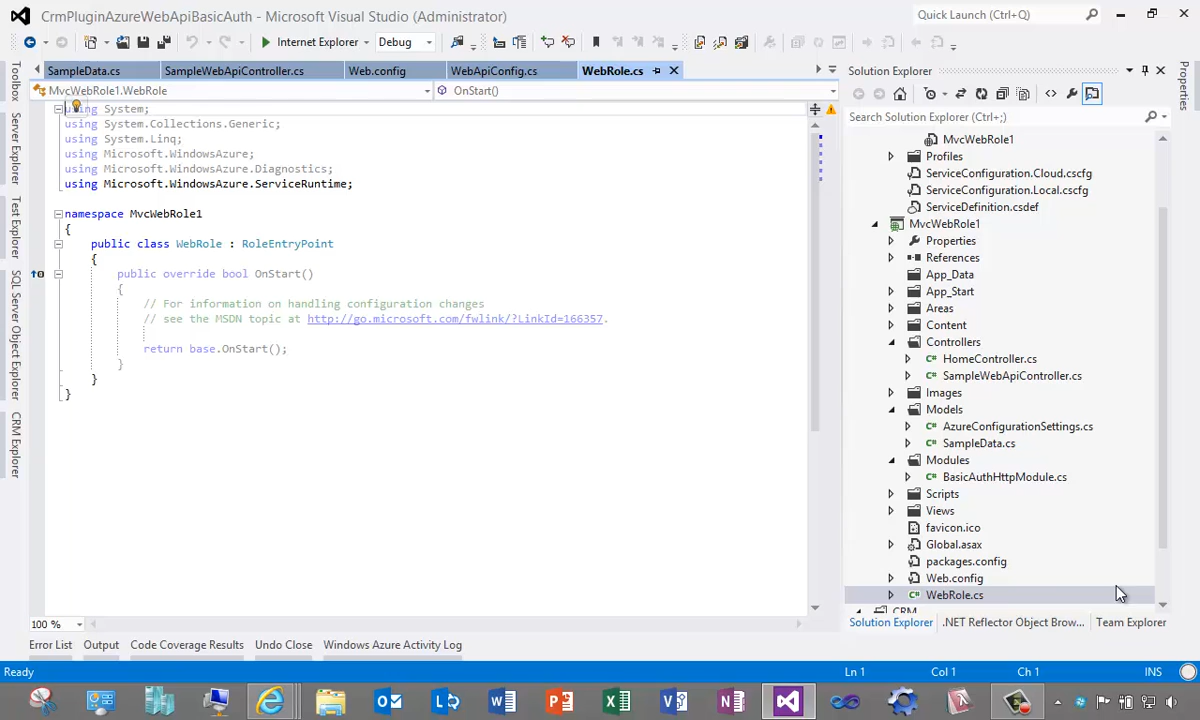 CrmPluginAzureWebApiBasicAuth - Microsoft Visual Studio (Administrator)
Quick Launch (Ctrl+Q)
Internet Explorer
Debug
SampleData.cs
SampleWebApiController.cs
Web.config
WebApiConfig.cs
WebRole.cs
MvcWebRole1.WebRole
OnStart()
Toolbox
Server Explorer
Test Explorer
SQL Server Object Explorer
CRM Explorer
using System;
using System.Collections.Generic;
using System.Linq;
using Microsoft.WindowsAzure;
using Microsoft.WindowsAzure.Diagnostics;
using Microsoft.WindowsAzure.ServiceRuntime;
namespace MvcWebRole1
{
public class WebRole : RoleEntryPoint
{
public override bool OnStart()
{
// For information on handling configuration changes
// see the MSDN topic at http://go.microsoft.com/fwlink/?LinkId=166357.
return base.OnStart();
}
}
}
100 %
Solution Explorer
Search Solution Explorer (Ctrl+;)
MvcWebRole1
Profiles
ServiceConfiguration.Cloud.cscfg
ServiceConfiguration.Local.cscfg
ServiceDefinition.csdef
MvcWebRole1
Properties
References
App_Data
App_Start
Areas
Content
Controllers
HomeController.cs
SampleWebApiController.cs
Images
Models
AzureConfigurationSettings.cs
SampleData.cs
Modules
BasicAuthHttpModule.cs
Scripts
Views
favicon.ico
Global.asax
packages.config
Web.config
WebRole.cs
CRM
Solution Explorer
.NET Reflector Object Brow...
Team Explorer
Properties
Error List
Output
Code Coverage Results
Undo Close
Windows Azure Activity Log
Ready
Ln 1
Col 1
Ch 1
INS